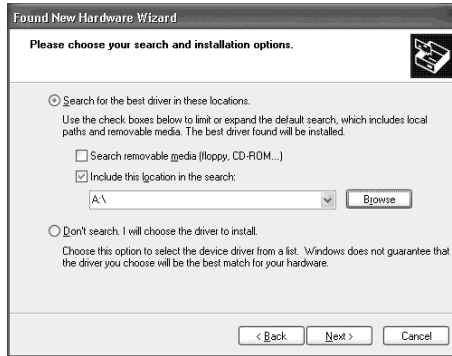 Found New Hardware Wizard
Please choose your search and installation options.
Search for the best driver in these locations.
Use the check boxes below to limit or expand the default search, which includes local
paths and removable media. The best driver found will be installed.
Search removable media (floppy, CD-ROM...)
Include this location in the search:
A:\
Browse
Don't search. I will choose the driver to install.
Choose this option to select the device driver from a list. Windows does not guarantee that
the driver you choose will be the best match for your hardware.
< Back Next > Cancel